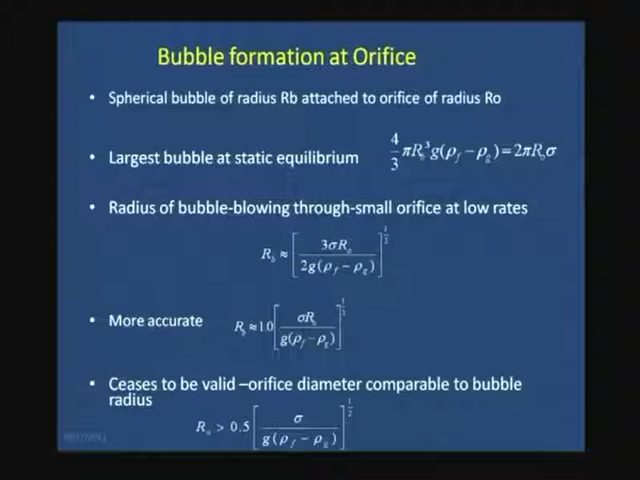 Bubble formation at Orifice
• Spherical bubble of radius Rb attached to orifice of radius Ro
• Largest bubble at static equilibrium 4/3 πR_b³g(ρ_f − ρ_g)=2πR_oσ
• Radius of bubble-blowing through-small orifice at low rates
R_b ≈ [3σR_o / 2g(ρ_f − ρ_g)]^{1/3}
• More accurate R_b ≈ 1.0[σR_o / g(ρ_f − ρ_g)]^{1/3}
• Ceases to be valid –orifice diameter comparable to bubble
radius
R_o > 0.5[σ / g(ρ_f − ρ_g)]^{1/2}